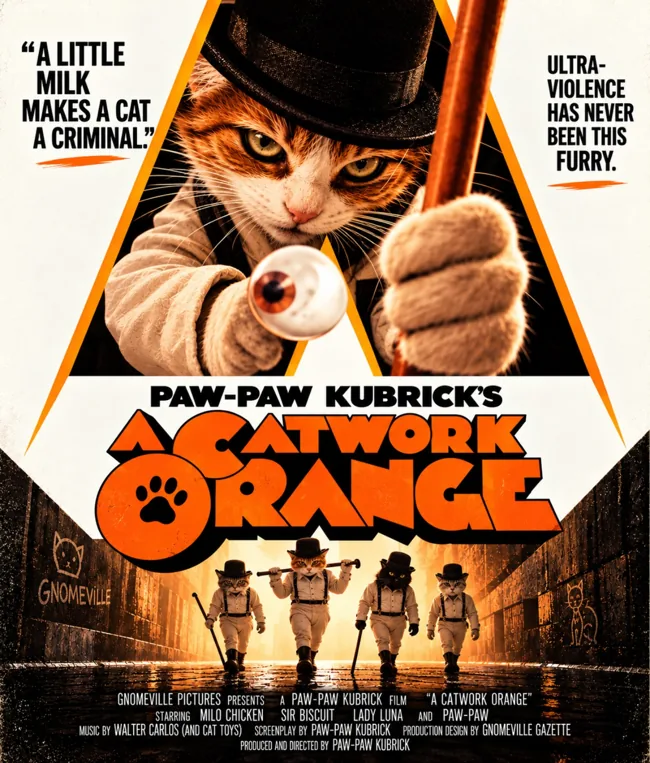 “A LITTLE
MILK
MAKES A CAT
A CRIMINAL.”
ULTRA-
VIOLENCE
HAS NEVER
BEEN THIS
FURRY.
PAW-PAW KUBRICK'S
A CATWORK
ORANGE
GNOMEVILLE
GNOMEVILLE PICTURES PRESENTS A PAW-PAW KUBRICK FILM “A CATWORK ORANGE”
STARRING MILO CHICKEN SIR BISCUIT LADY LUNA AND PAW-PAW
MUSIC BY WALTER CARLOS (AND CAT TOYS) SCREENPLAY BY PAW-PAW KUBRICK PRODUCTION DESIGN BY GNOMEVILLE GAZETTE
PRODUCED AND DIRECTED BY PAW-PAW KUBRICK